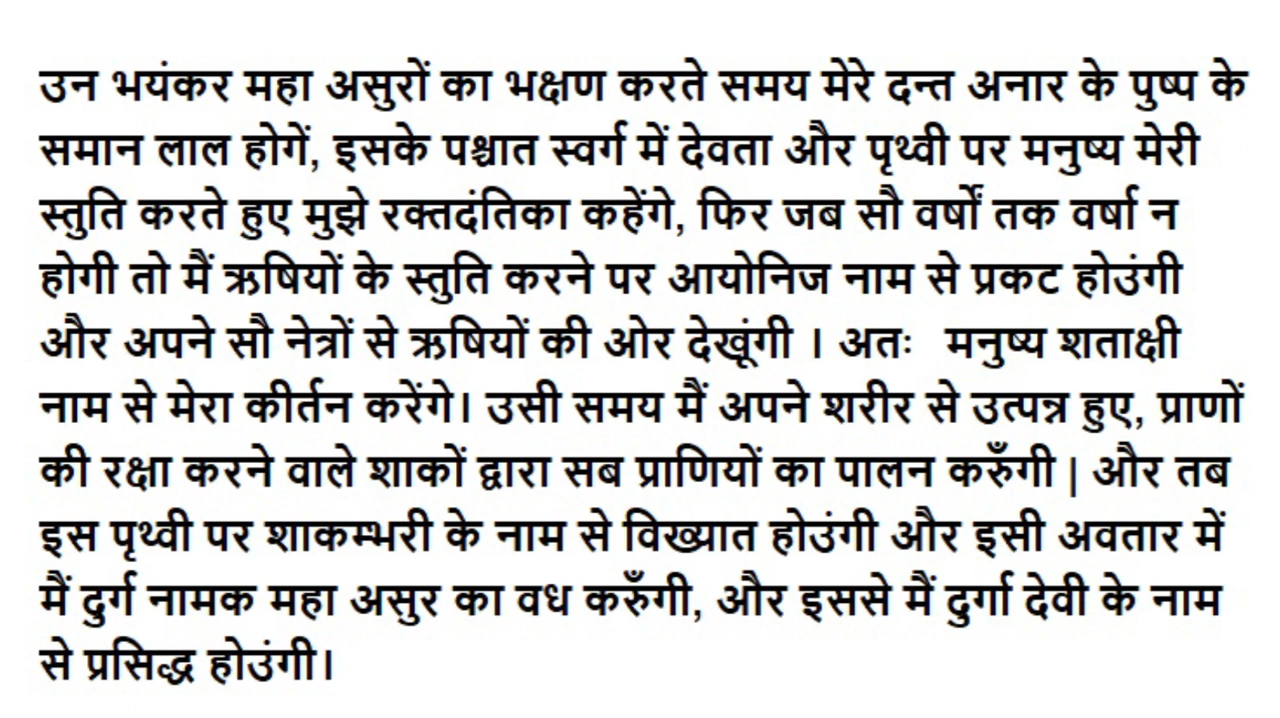 उन भयंकर महा असुरों का भक्षण करते समय मेरे दन्त अनार के पुष्प के
समान लाल होगें, इसके पश्चात स्वर्ग में देवता और पृथ्वी पर मनुष्य मेरी
स्तुति करते हुए मुझे रक्तदंतिका कहेंगे, फिर जब सौ वर्षों तक वर्षा न
होगी तो मैं ऋषियों के स्तुति करने पर आयोनिज नाम से प्रकट होउंगी
और अपने सौ नेत्रों से ऋषियों की ओर देखूंगी । अतः  मनुष्य शताक्षी
नाम से मेरा कीर्तन करेंगे। उसी समय मैं अपने शरीर से उत्पन्न हुए, प्राणों
की रक्षा करने वाले शाकों द्वारा सब प्राणियों का पालन करुँगी | और तब
इस पृथ्वी पर शाकम्भरी के नाम से विख्यात होउंगी और इसी अवतार में
मैं दुर्ग नामक महा असुर का वध करुँगी, और इससे मैं दुर्गा देवी के नाम
से प्रसिद्ध होउंगी।